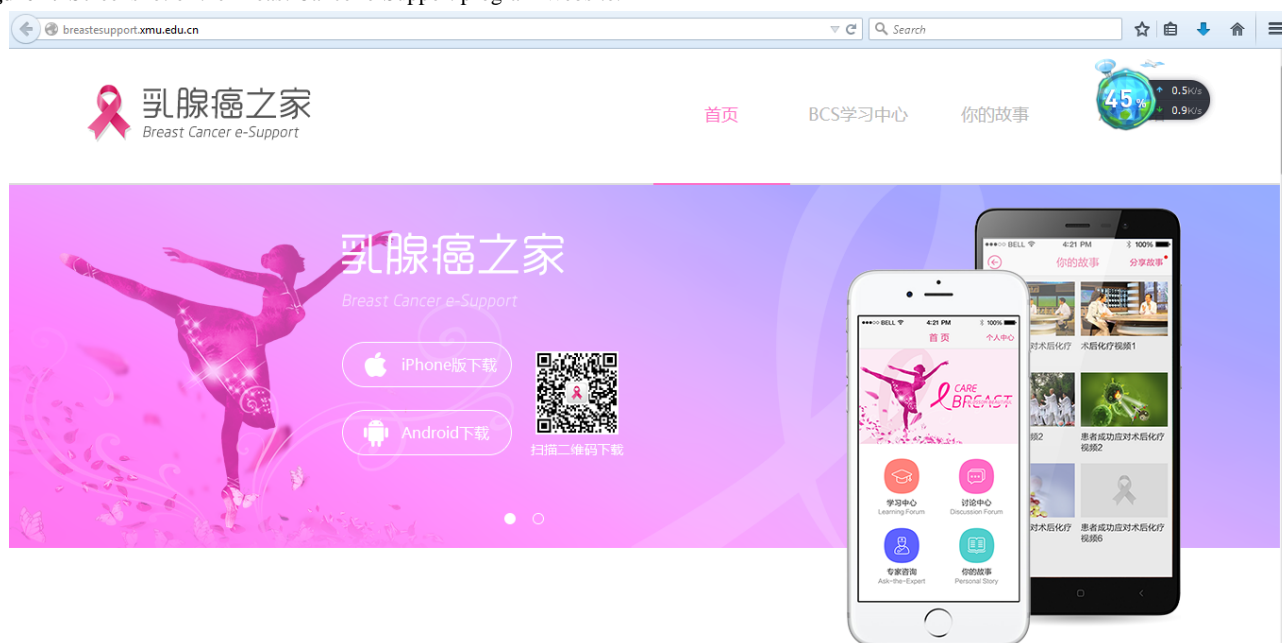 breastesupport.xmu.edu.cn
Search
乳腺癌之家
Breast Cancer e-Support
首页
BCS学习中心
你的故事
45%
0.5K/s
0.9K/s
乳腺癌之家
Breast Cancer e-Support
iPhone版下载
Android下载
扫描二维码下载
BELL 4:21 PM 100%
你的故事
分享故事
对术后化疗
术后化疗视频1
频2
患者成功应对术后化疗
视频2
对术后化疗
患者成功应对术后化疗
视频6
BELL 4:21 PM 100%
首页
个人中心
CARE
BREAST
学习中心
Learning Forum
讨论中心
Discussion Forum
专家咨询
Ask-the-Expert
你的故事
Personal Story